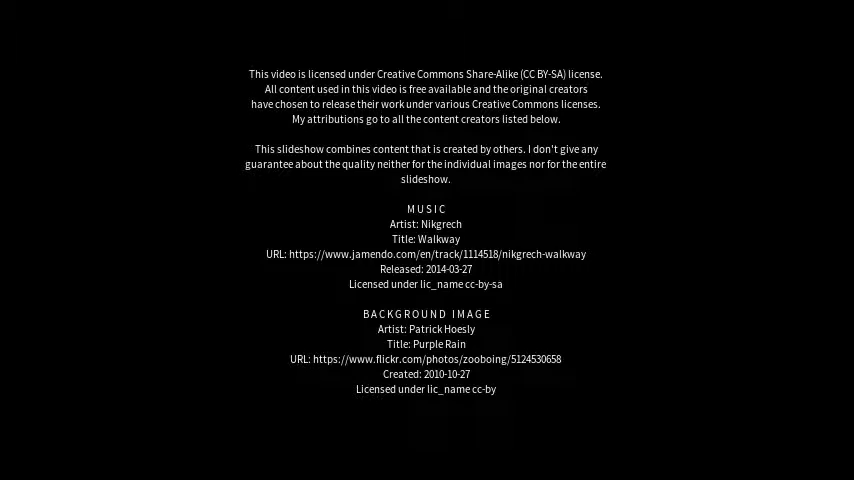 This video is licensed under Creative Commons Share-Alike (CC BY-SA) license.
All content used in this video is free available and the original creators
have chosen to release their work under various Creative Commons licenses.
My attributions go to all the content creators listed below.
This slideshow combines content that is created by others. I don't give any
guarantee about the quality neither for the individual images nor for the entire
slideshow.
MUSIC
Artist: Nikgrech
Title: Walkway
URL: https://www.jamendo.com/en/track/1114518/nikgrech-walkway
Released: 2014-03-27
Licensed under lic_name cc-by-sa
BACKGROUND IMAGE
Artist: Patrick Hoesly
Title: Purple Rain
URL: https://www.flickr.com/photos/zooboing/5124530658
Created: 2010-10-27
Licensed under lic_name cc-by